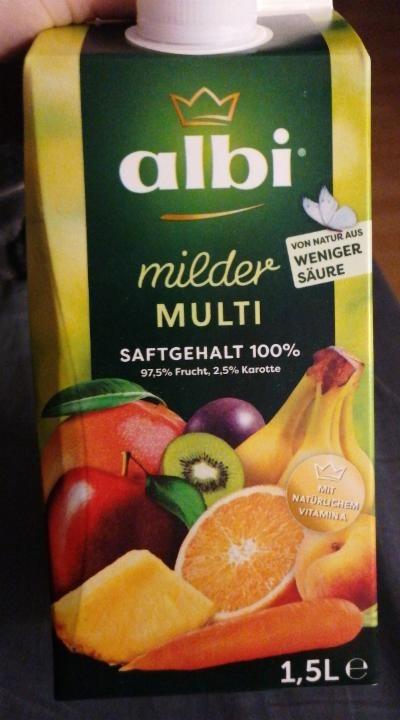 albi
VON NATUR AUS
WENIGER
SÄURE
milder
MULTI
SAFTGEHALT 100%
97,5% Frucht, 2,5% Karotte
MIT
NATÜRLICHEM
VITAMIN A
1,5L ℮